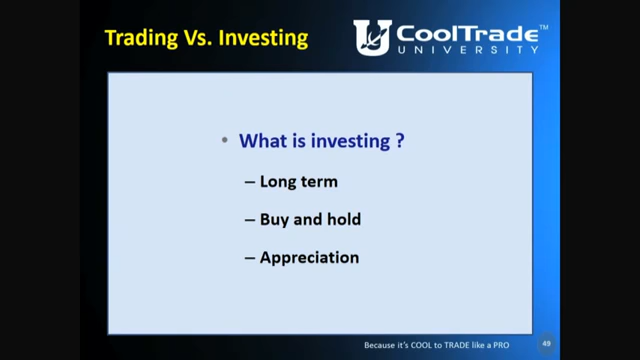 Trading Vs. Investing
U CoolTrade™
UNIVERSITY
• What is investing ?
– Long term
– Buy and hold
– Appreciation
Because it's COOL to TRADE like a PRO
49